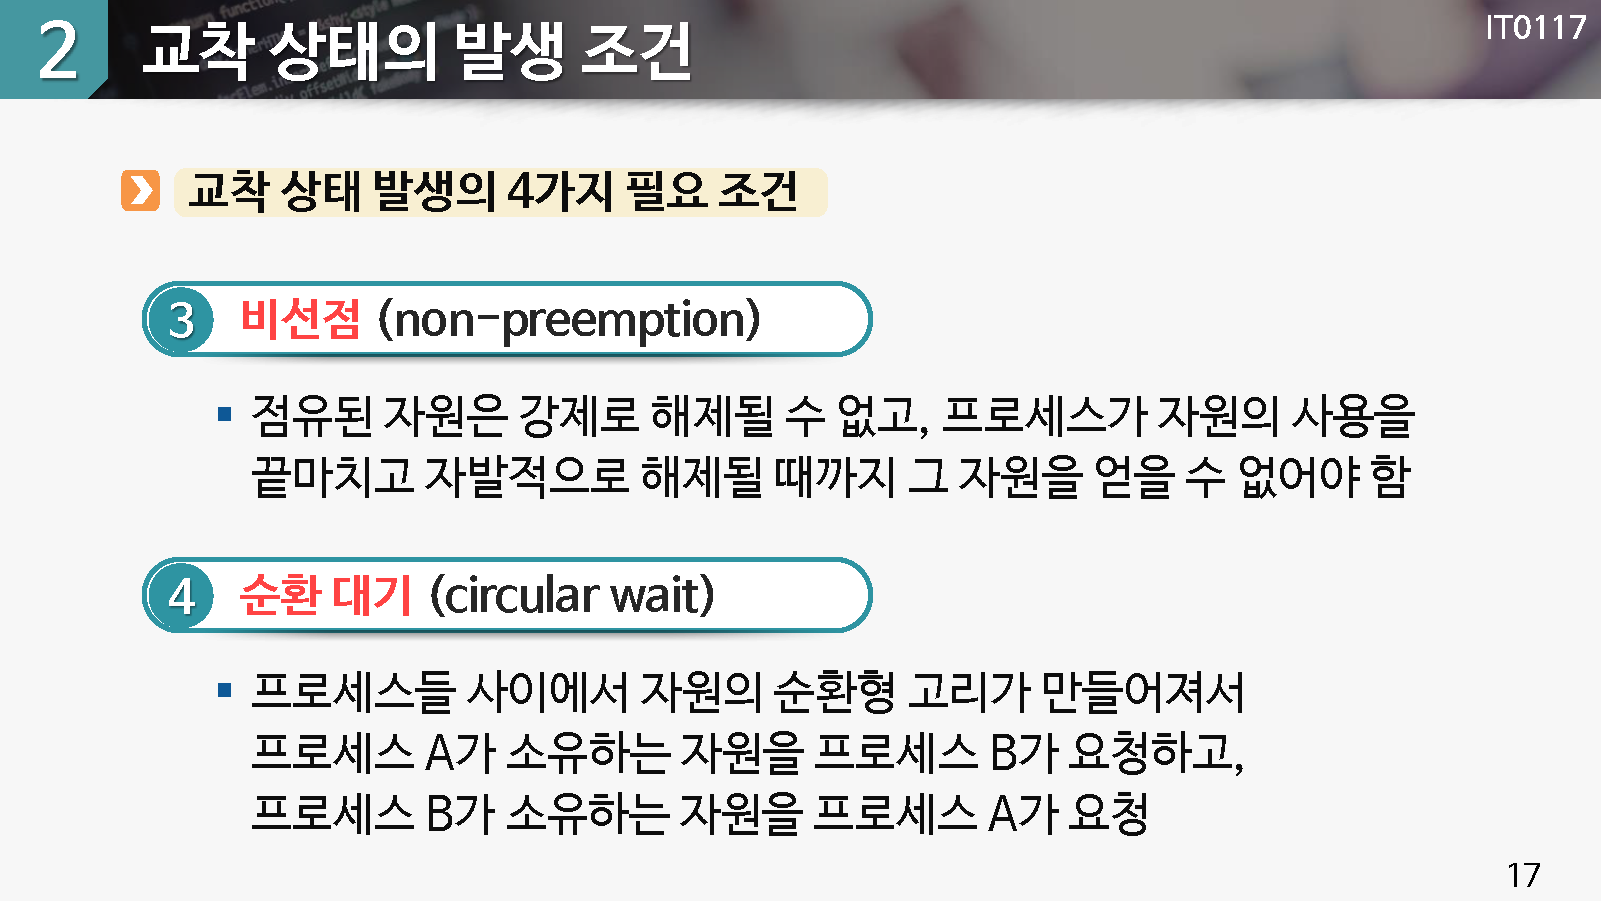 2 교착 상태의 발생 조건
IT0117
교착 상태 발생의 4가지 필요 조건
3 비선점 (non-preemption)
▪ 점유된 자원은 강제로 해제될 수 없고, 프로세스가 자원의 사용을
끝마치고 자발적으로 해제될 때까지 그 자원을 얻을 수 없어야 함
4 순환 대기 (circular wait)
▪ 프로세스들 사이에서 자원의 순환형 고리가 만들어져서
프로세스 A가 소유하는 자원을 프로세스 B가 요청하고,
프로세스 B가 소유하는 자원을 프로세스 A가 요청
17